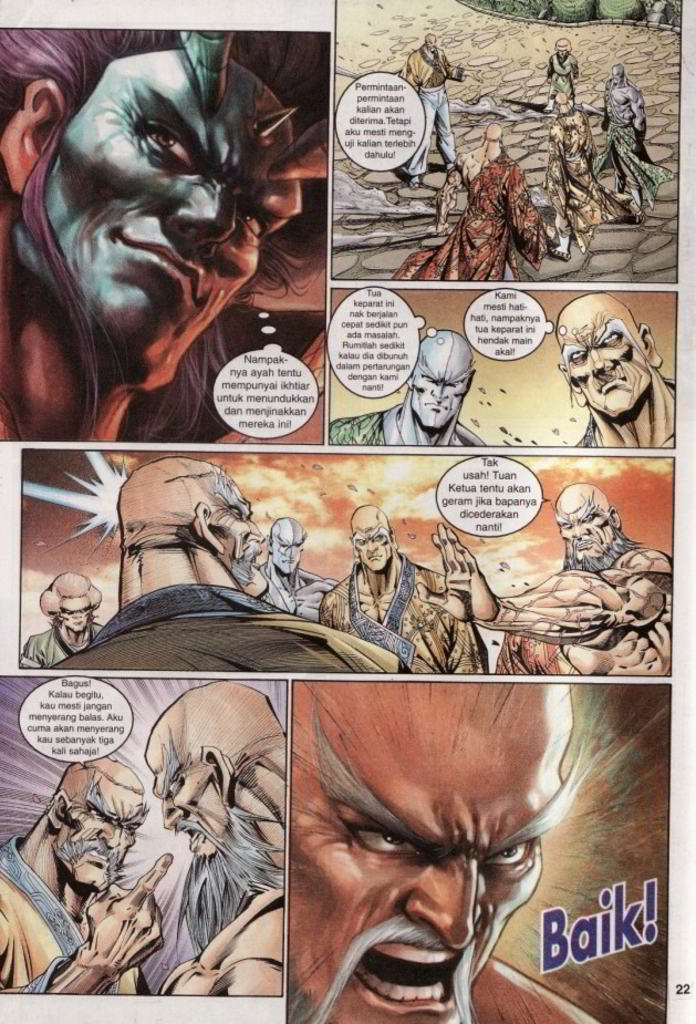 Nampak-
nya ayah tentu
mempunyai ikhtiar
untuk menundukkan
dan menjinakkan
mereka ini!
Permintaan-
permintaan
kalian akan
diterima.Tetapi
aku mesti meng-
uji kalian terlebih
dahulu!
Tua
keparat ini
nak berjalan
cepat sedikit pun
ada masalah.
Rumitlah sedikit
kalau dia dibunuh
dalam pertarungan
dengan kami
nanti!
Kami
mesti hati-
hati, nampaknya
tua keparat ini
hendak main
akal!
Tak
usah! Tuan
Ketua tentu akan
geram jika bapanya
dicederakan
nanti!
Bagus!
Kalau begitu,
kau mesti jangan
menyerang balas. Aku
cuma akan menyerang
kau sebanyak tiga
kali sahaja!
Baik!
22